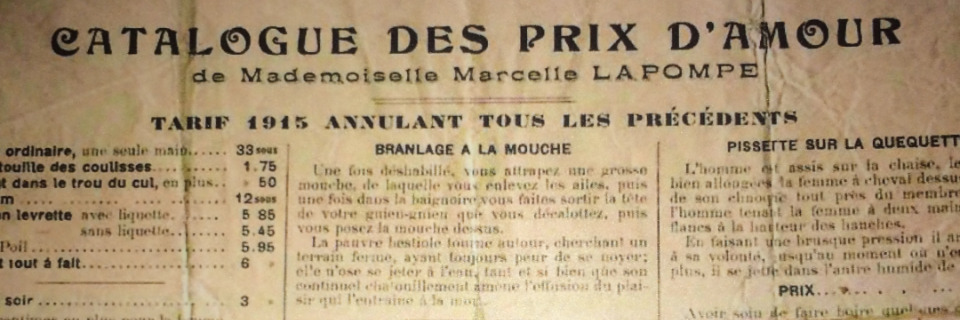 CATALOGUE DES PRIX D'AMOUR
de Mademoiselle Marcelle LAPOMPE
TARIF 1915 ANNULANT TOUS LES PRÉCÉDENTS
ordinaire, une seule main...... 33 sous
touille des coulisses............ 1.75
t dans le trou du cul, en plus.. » 50
m........................ 12 sous
n levrette avec liquette. ........ 5 85
— sans liquette.......... 5.45
Poil........................ 5.95
t tout à fait.................. 6 »
soir........................ 3 »
BRANLAGE A LA MOUCHE
Une fois déshabillé, vous attrapez une grosse
mouche, de laquelle vous enlevez les ailes, puis
une fois dans la baignoire vous faites sortir la tête
de votre guien-guien que vous décalottez, puis
vous posez la mouche dessus.
La pauvre bestiole tourne autour, cherchant un
terrain ferme, ayant toujours peur de se noyer;
elle n'ose se jeter à l'eau, tant et si bien que son
continuel chatouillement amène l'effusion du plai-
sir qui l'entraîne à la mort.
PISSETTE SUR LA QUEQUETT
L'homme est assis sur la chaise, le
bien allongées la femme à cheval dessu
de son clinopic tout près du membre
l'homme tenant la femme à deux main
flancs à la hauteur des hanches.
En faisant une brusque pression il
à sa volonté, jusqu'au moment où
plus, il se jette dans l'antre humide de
PRIX....
Avoir soin de faire boire